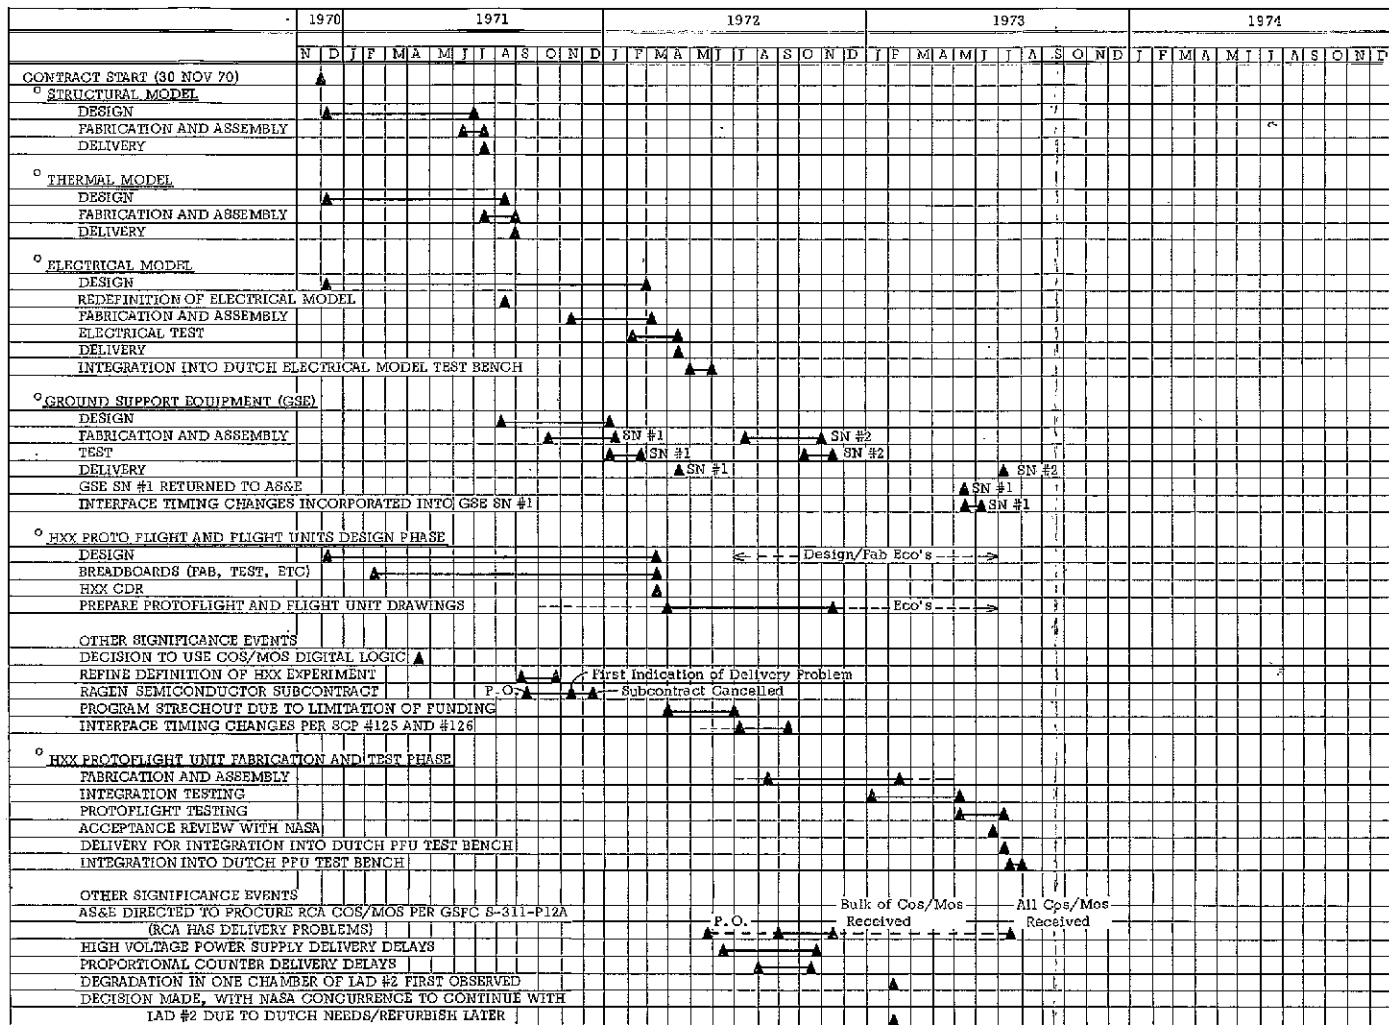 1970 1971 1972 1973 1974
N D J F M A M J J A S O N D J F M A M J J A S O N D J F M A M J J A S O N D J F M A M J J A S O N D
CONTRACT START (30 NOV 70)
STRUCTURAL MODEL
DESIGN
FABRICATION AND ASSEMBLY
DELIVERY
THERMAL MODEL
DESIGN
FABRICATION AND ASSEMBLY
DELIVERY
ELECTRICAL MODEL
DESIGN
REDEFINITION OF ELECTRICAL MODEL
FABRICATION AND ASSEMBLY
ELECTRICAL TEST
DELIVERY
INTEGRATION INTO DUTCH ELECTRICAL MODEL TEST BENCH
GROUND SUPPORT EQUIPMENT (GSE)
DESIGN
FABRICATION AND ASSEMBLY SN #1 SN #2
TEST SN #1 SN #2
DELIVERY SN #1 SN #2
GSE SN #1 RETURNED TO AS&E SN #1
INTERFACE TIMING CHANGES INCORPORATED INTO GSE SN #1 SN #1
HXX PROTO FLIGHT AND FLIGHT UNITS DESIGN PHASE
DESIGN Design/Fab Eco's
BREADBOARDS (FAB, TEST, ETC)
HXX CDR
PREPARE PROTOFLIGHT AND FLIGHT UNIT DRAWINGS Eco's
OTHER SIGNIFICANCE EVENTS
DECISION TO USE COS/MOS DIGITAL LOGIC
REFINE DEFINITION OF HXX EXPERIMENT First Indication of Delivery Problem
RAGEN SEMICONDUCTOR SUBCONTRACT P.O. Subcontract Cancelled
PROGRAM STRECHOUT DUE TO LIMITATION OF FUNDING
INTERFACE TIMING CHANGES PER SCP #125 AND #126
HXX PROTOFLIGHT UNIT FABRICATION AND TEST PHASE
FABRICATION AND ASSEMBLY
INTEGRATION TESTING
PROTOFLIGHT TESTING
ACCEPTANCE REVIEW WITH NASA
DELIVERY FOR INTEGRATION INTO DUTCH PFU TEST BENCH
INTEGRATION INTO DUTCH PFU TEST BENCH
OTHER SIGNIFICANCE EVENTS
AS&E DIRECTED TO PROCURE RCA COS/MOS PER GSFC S-311-P12A P.O. Bulk of Cos/Mos Received All Cos/Mos Received
(RCA HAS DELIVERY PROBLEMS)
HIGH VOLTAGE POWER SUPPLY DELIVERY DELAYS
PROPORTIONAL COUNTER DELIVERY DELAYS
DEGRADATION IN ONE CHAMBER OF LAD #2 FIRST OBSERVED
DECISION MADE, WITH NASA CONCURRENCE TO CONTINUE WITH
LAD #2 DUE TO DUTCH NEEDS/REFURBISH LATER